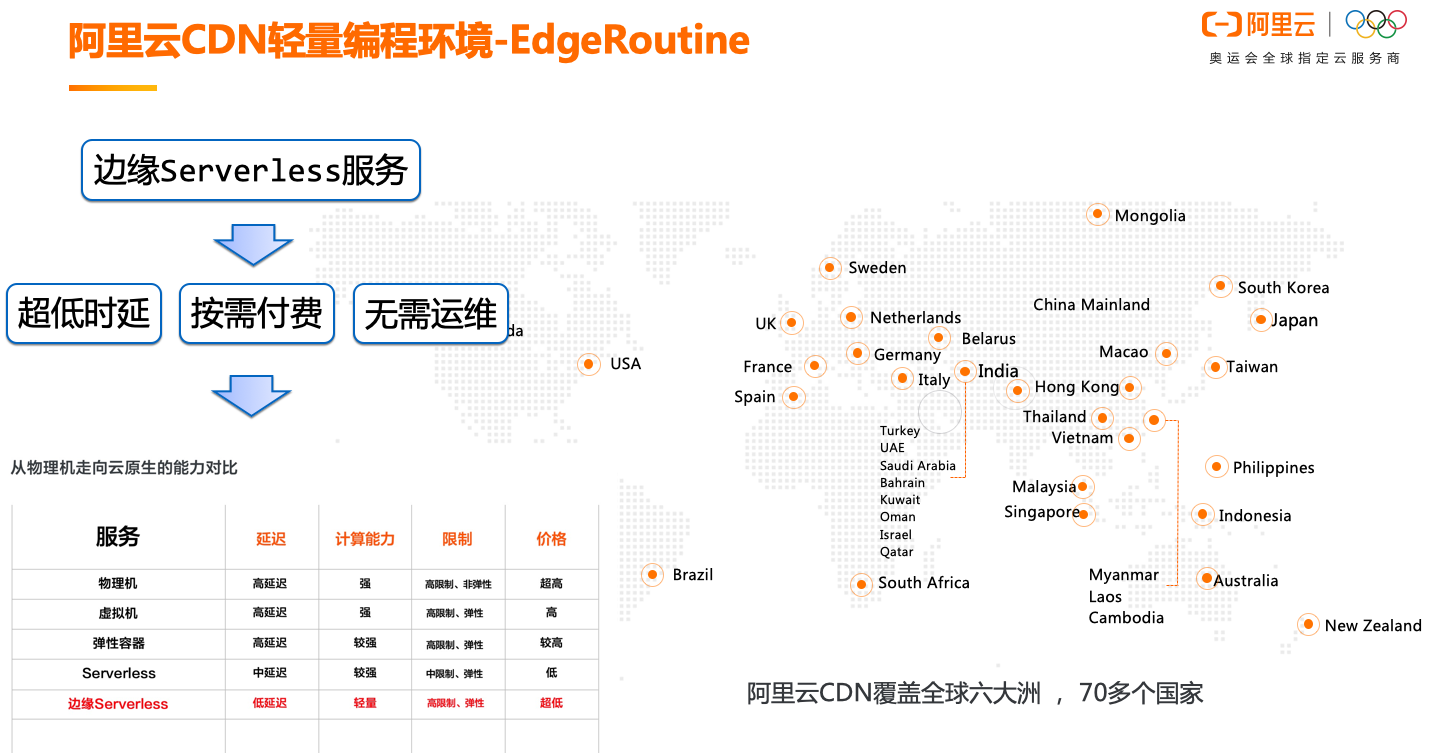 阿里云CDN轻量编程环境-EdgeRoutine
阿里云
奥运会全球指定云服务商
边缘Serverless服务
超低时延
按需付费
无需运维
da
USA
Brazil
Mongolia
Sweden
South Korea
China Mainland
UK
Netherlands
Japan
Belarus
Germany
Macao
France
Italy
India
Taiwan
Spain
Hong Kong
Thailand
Vietnam
Turkey
UAE
Saudi Arabia
Bahrain
Kuwait
Oman
Israel
Qatar
Philippines
Malaysia
Singapore
Indonesia
South Africa
Myanmar
Laos
Cambodia
Australia
New Zealand
从物理机走向云原生的能力对比
服务 延迟 计算能力 限制 价格
物理机 高延迟 强 高限制、非弹性 超高
虚拟机 高延迟 强 高限制、弹性 高
弹性容器 高延迟 较强 高限制、弹性 较高
Serverless 中延迟 较强 中限制、弹性 低
边缘Serverless 低延迟 轻量 高限制、弹性 超低
阿里云CDN覆盖全球六大洲 ，70多个国家